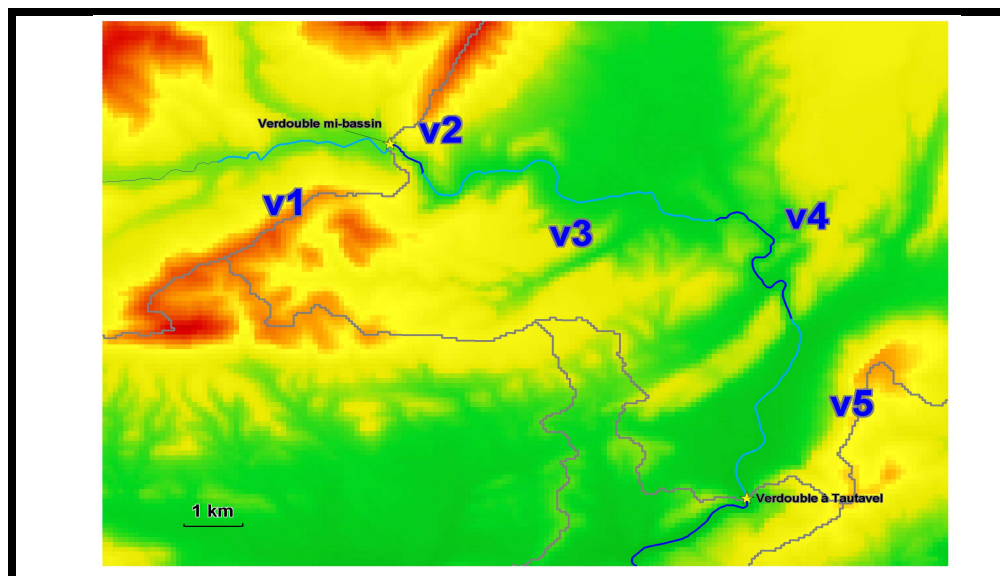 Verdouble mi-bassin
v2
v1
v4
v3
v5
Verdouble à Tautavel
1 km